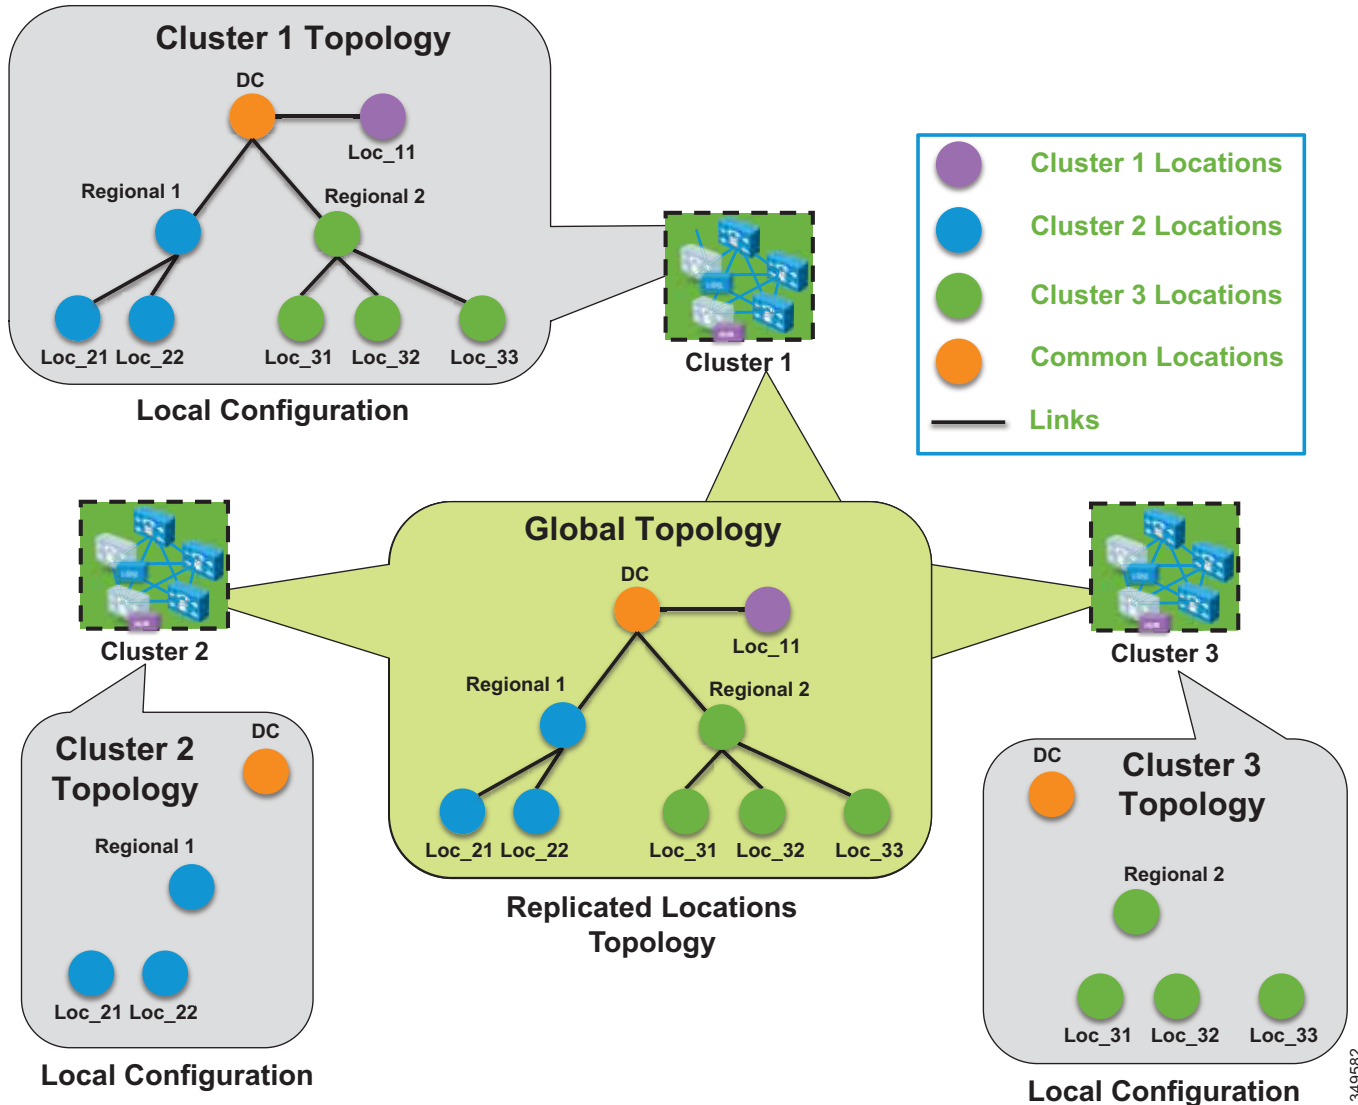 Cluster 1 Topology
DC
Loc_11
Regional 1
Regional 2
Loc_21 Loc_22 Loc_31 Loc_32 Loc_33
Local Configuration
Cluster 1
Cluster 1 Locations
Cluster 2 Locations
Cluster 3 Locations
Common Locations
Links
Cluster 2
Global Topology
DC
Loc_11
Regional 1
Regional 2
Loc_21 Loc_22 Loc_31 Loc_32 Loc_33
Replicated Locations
Topology
Cluster 3
Cluster 2
Topology
DC
Regional 1
Loc_21 Loc_22
Local Configuration
DC
Cluster 3
Topology
Regional 2
Loc_31 Loc_32 Loc_33
Local Configuration
349582